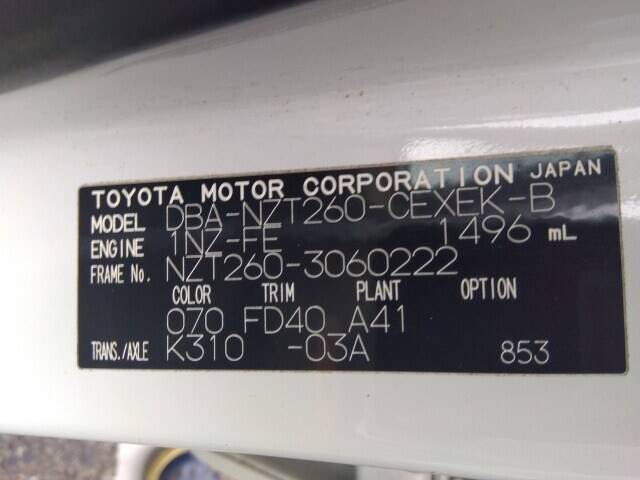 TOYOTA MOTOR CORPORATION JAPAN
MODEL DBA-NZT260-CEXEK-B
ENGINE 1NZ-FE 1496 mL
FRAME No. NZT260-3060222
COLOR TRIM PLANT OPTION
070 FD40 A41
TRANS./AXLE K310 -03A 853